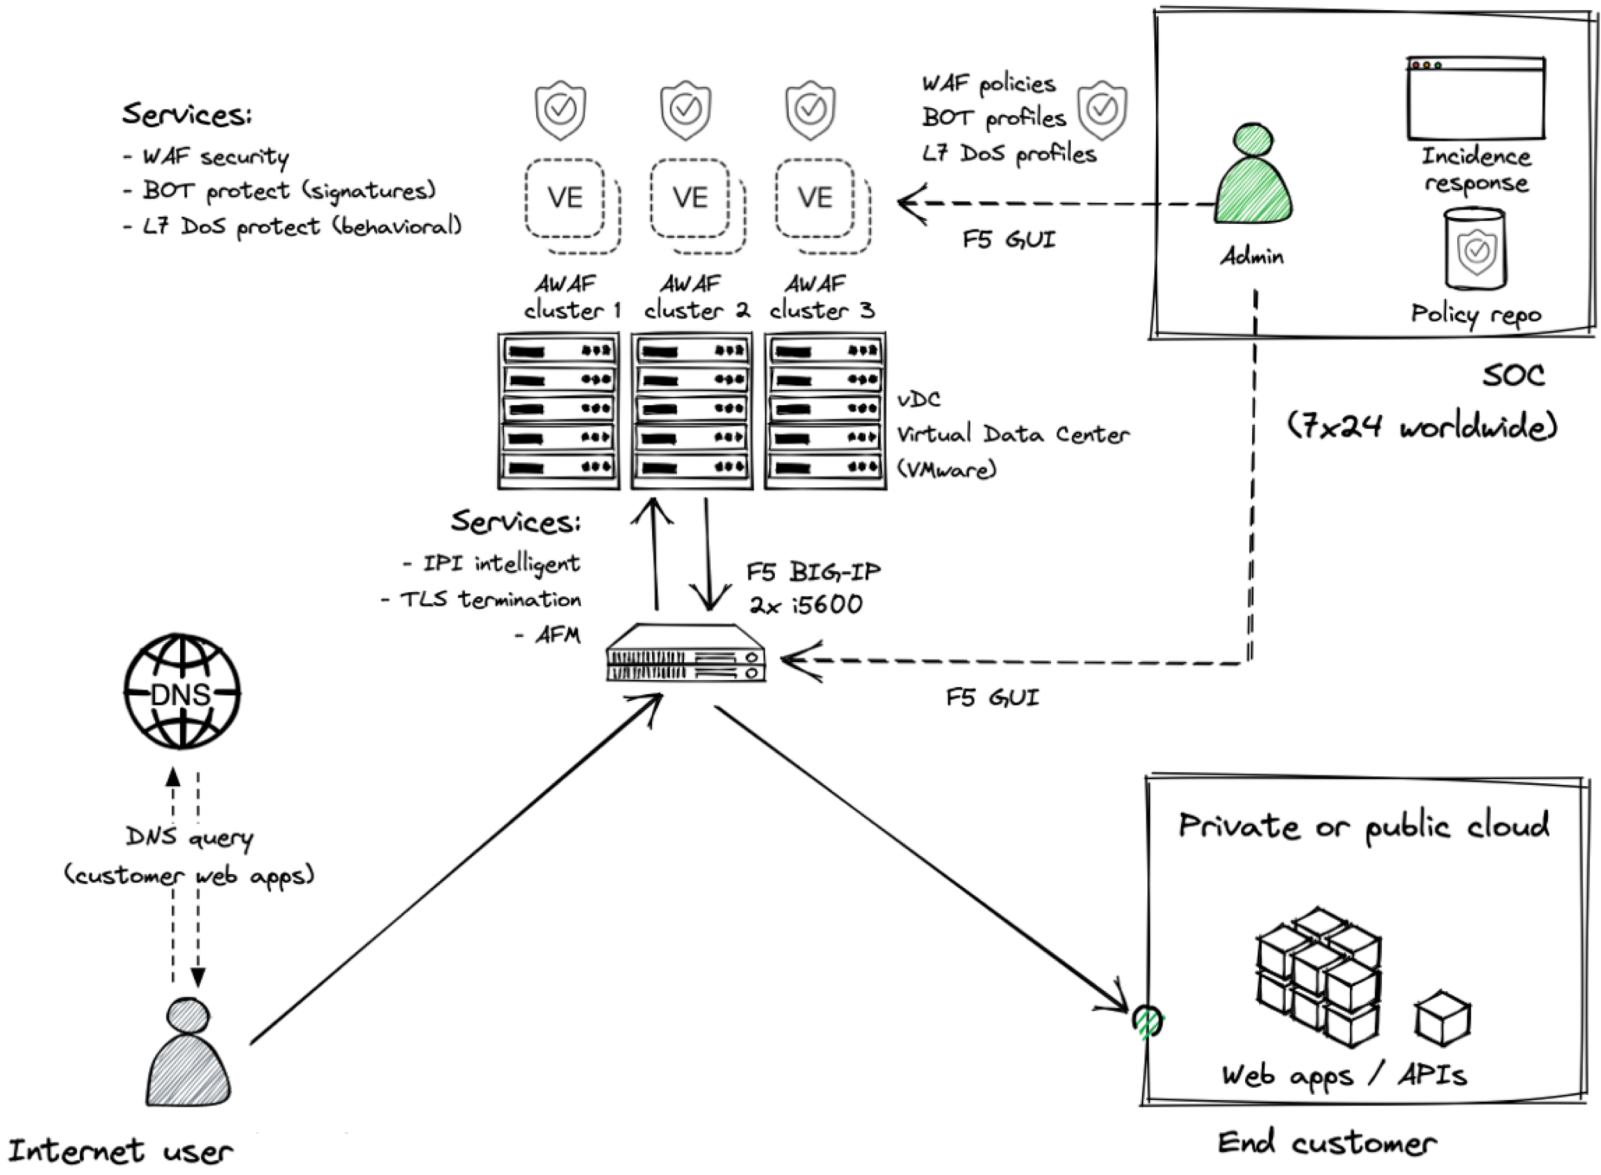 Services:
- WAF security
- BOT protect (signatures)
- L7 DoS protect (behavioral)
VE
VE
VE
AWAF
cluster 1
AWAF
cluster 2
AWAF
cluster 3
WAF policies
BOT profiles
L7 DoS profiles
F5 GUI
Admin
Incidence
response
Policy repo
SOC
(7x24 worldwide)
vDC
Virtual Data Center
(VMware)
Services:
- IPI intelligent
- TLS termination
- AFM
F5 BIG-IP
2x i5600
F5 GUI
DNS
DNS query
(customer web apps)
Internet user
Private or public cloud
Web apps / APIs
End customer